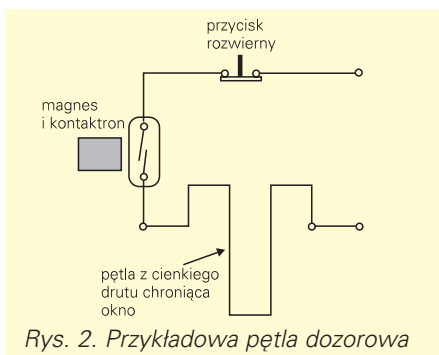 przycisk
rozwierny
magnes
i kontaktron
pętla z cienkiego
drutu chroniąca
okno
Rys. 2. Przykładowa pętla dozorowa